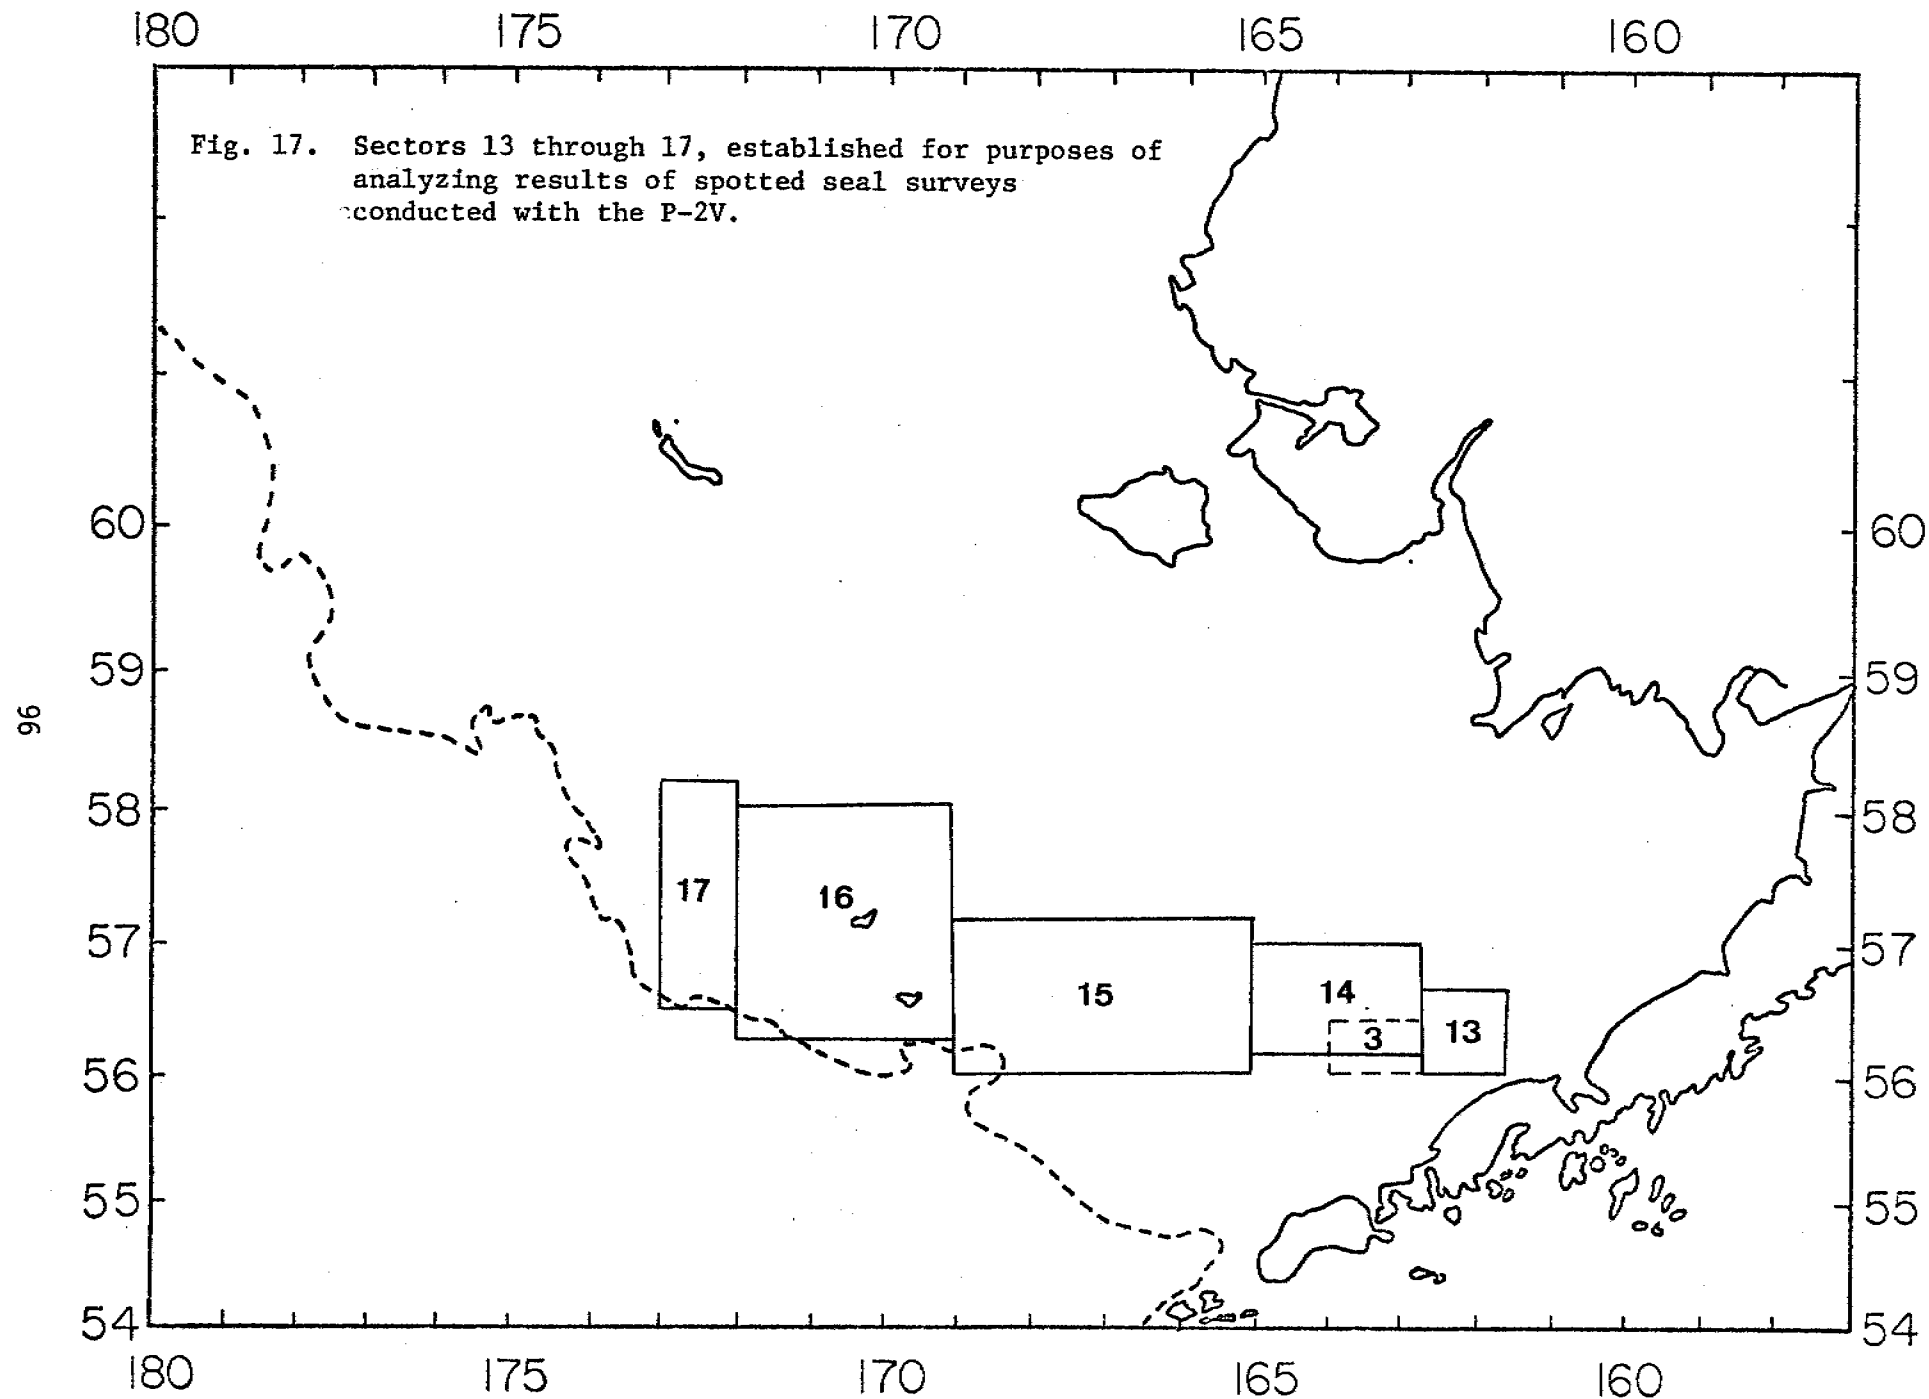 180 175 170 165 160
Fig. 17. Sectors 13 through 17, established for purposes of
analyzing results of spotted seal surveys
conducted with the P-2V.
60 60
59 59
96
58 58
17 16
57 57
15 14
3 13
56 56
55 55
54 54
180 175 170 165 160